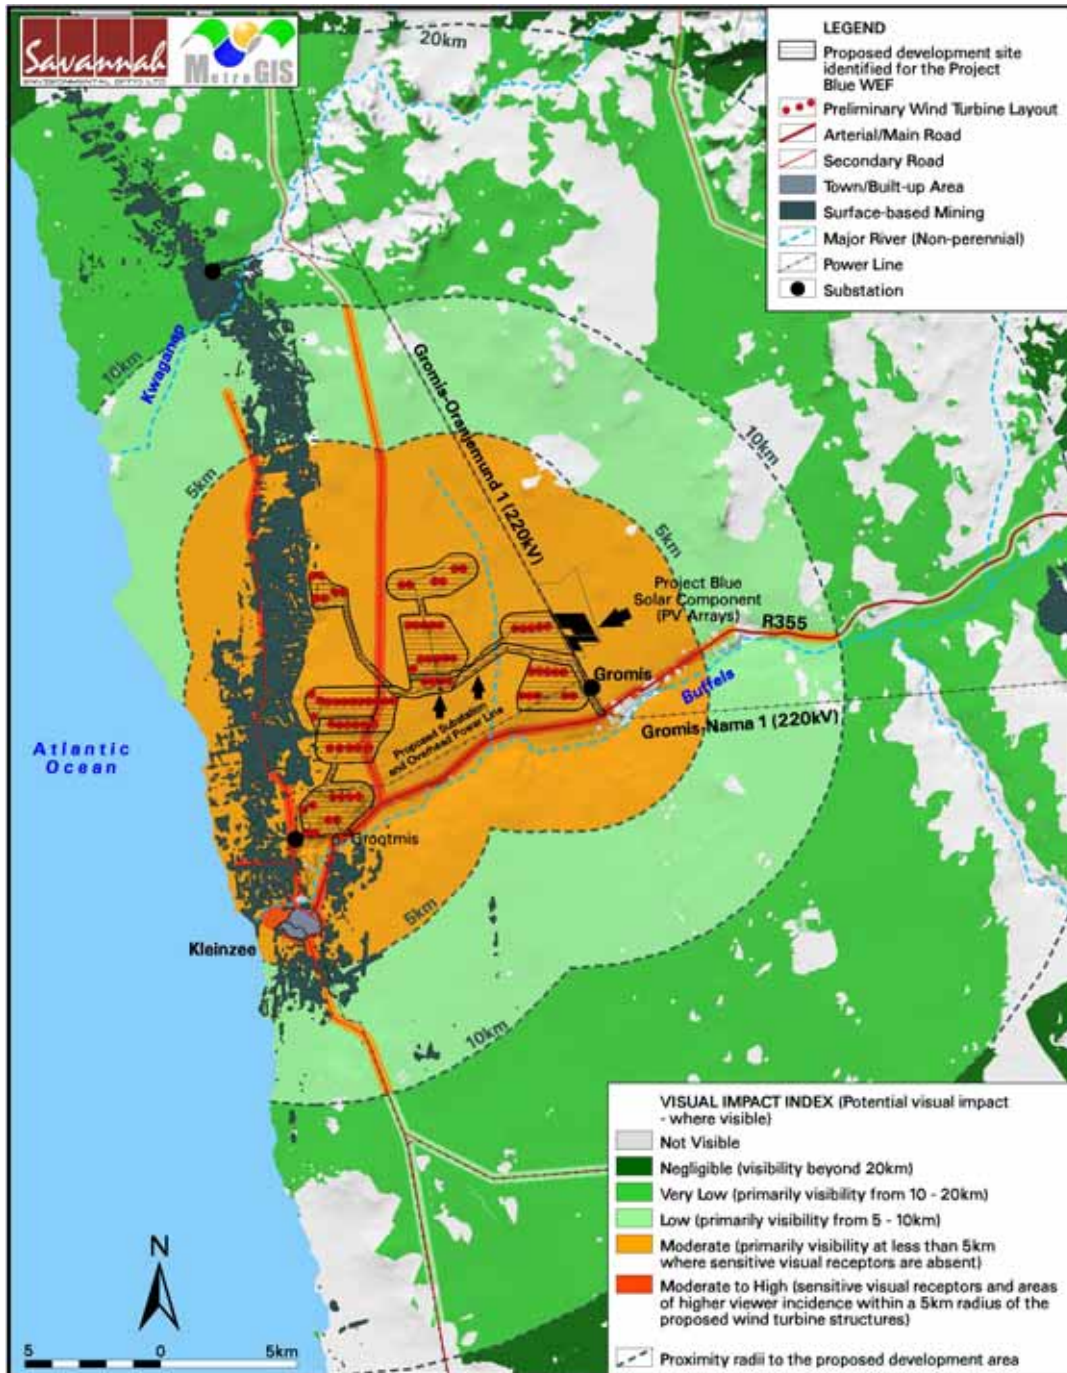 Savannah
ENVIRONMENTAL (PTY) LTD
MetroGIS
20km
LEGEND
Proposed development site
identified for the Project
Blue WEF
Preliminary Wind Turbine Layout
Arterial/Main Road
Secondary Road
Town/Built-up Area
Surface-based Mining
Major River (Non-perennial)
Power Line
Substation
10km
Kwaganap
Gromis-Oranjemund 1 (220kV)
10km
5km
5km
Project Blue
Solar Component
(PV Arrays)
R355
Gromis
Buffels
Gromis-Nama 1 (220kV)
Proposed Substation
and Overhead Power Line
Atlantic
Ocean
Grootmis
5km
Kleinzee
10km
VISUAL IMPACT INDEX (Potential visual impact
- where visible)
Not Visible
Negligible (visibility beyond 20km)
Very Low (primarily visibility from 10 - 20km)
Low (primarily visibility from 5 - 10km)
Moderate (primarily visibility at less than 5km
where sensitive visual receptors are absent)
Moderate to High (sensitive visual receptors and areas
of higher viewer incidence within a 5km radius of the
proposed wind turbine structures)
Proximity radii to the proposed development area
N
5 0 5km